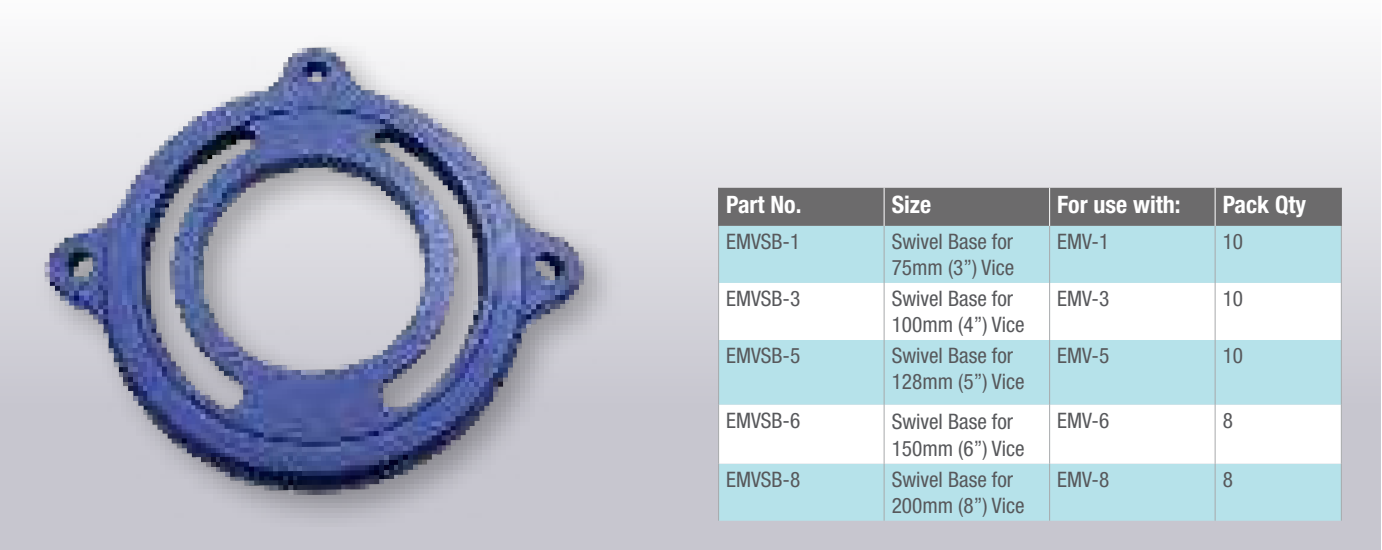 Part No. Size For use with: Pack Qty
EMVSB-1 Swivel Base for EMV-1 10
75mm (3”) Vice
EMVSB-3 Swivel Base for EMV-3 10
100mm (4”) Vice
EMVSB-5 Swivel Base for EMV-5 10
128mm (5”) Vice
EMVSB-6 Swivel Base for EMV-6 8
150mm (6”) Vice
EMVSB-8 Swivel Base for EMV-8 8
200mm (8”) Vice